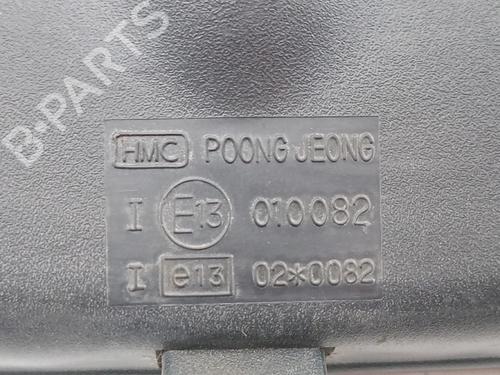 B-PARTS
HMC POONG JEONG
I E13 010082
I e13 02*0082